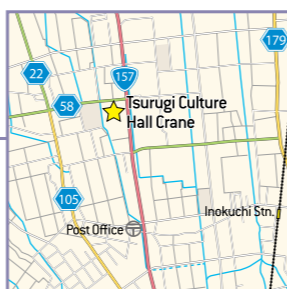 179
22
157
58
Tsurugi Culture
Hall Crane
105
Inokuchi Stn.
Post Office